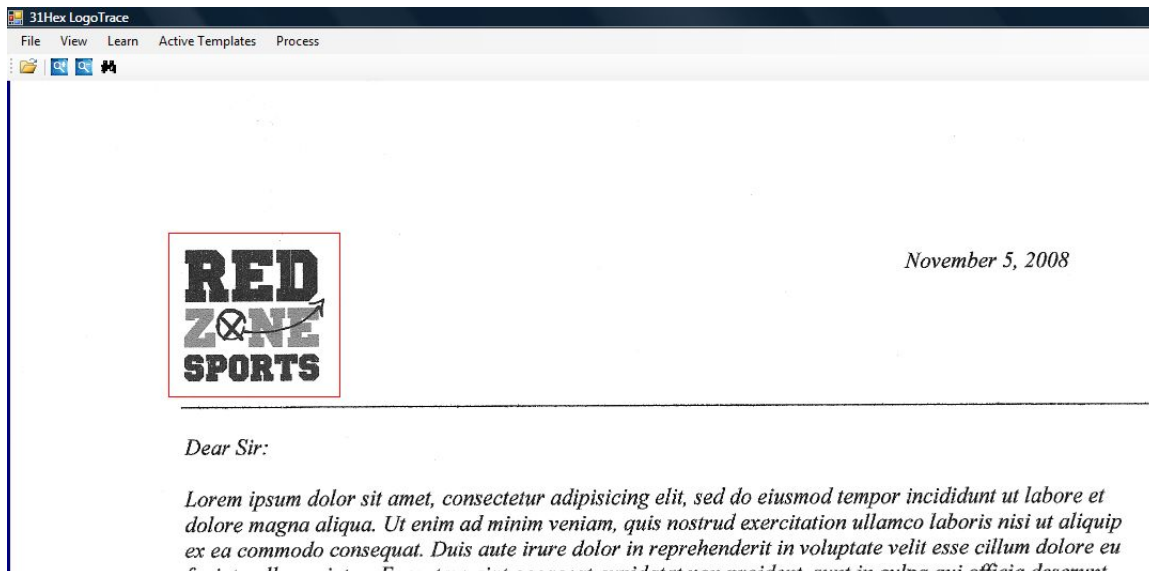 31Hex LogoTrace
File View Learn Active Templates Process
November 5, 2008
RED
ZONE
SPORTS
Dear Sir:
Lorem ipsum dolor sit amet, consectetur adipisicing elit, sed do eiusmod tempor incididunt ut labore et
dolore magna aliqua. Ut enim ad minim veniam, quis nostrud exercitation ullamco laboris nisi ut aliquip
ex ea commodo consequat. Duis aute irure dolor in reprehenderit in voluptate velit esse cillum dolore eu